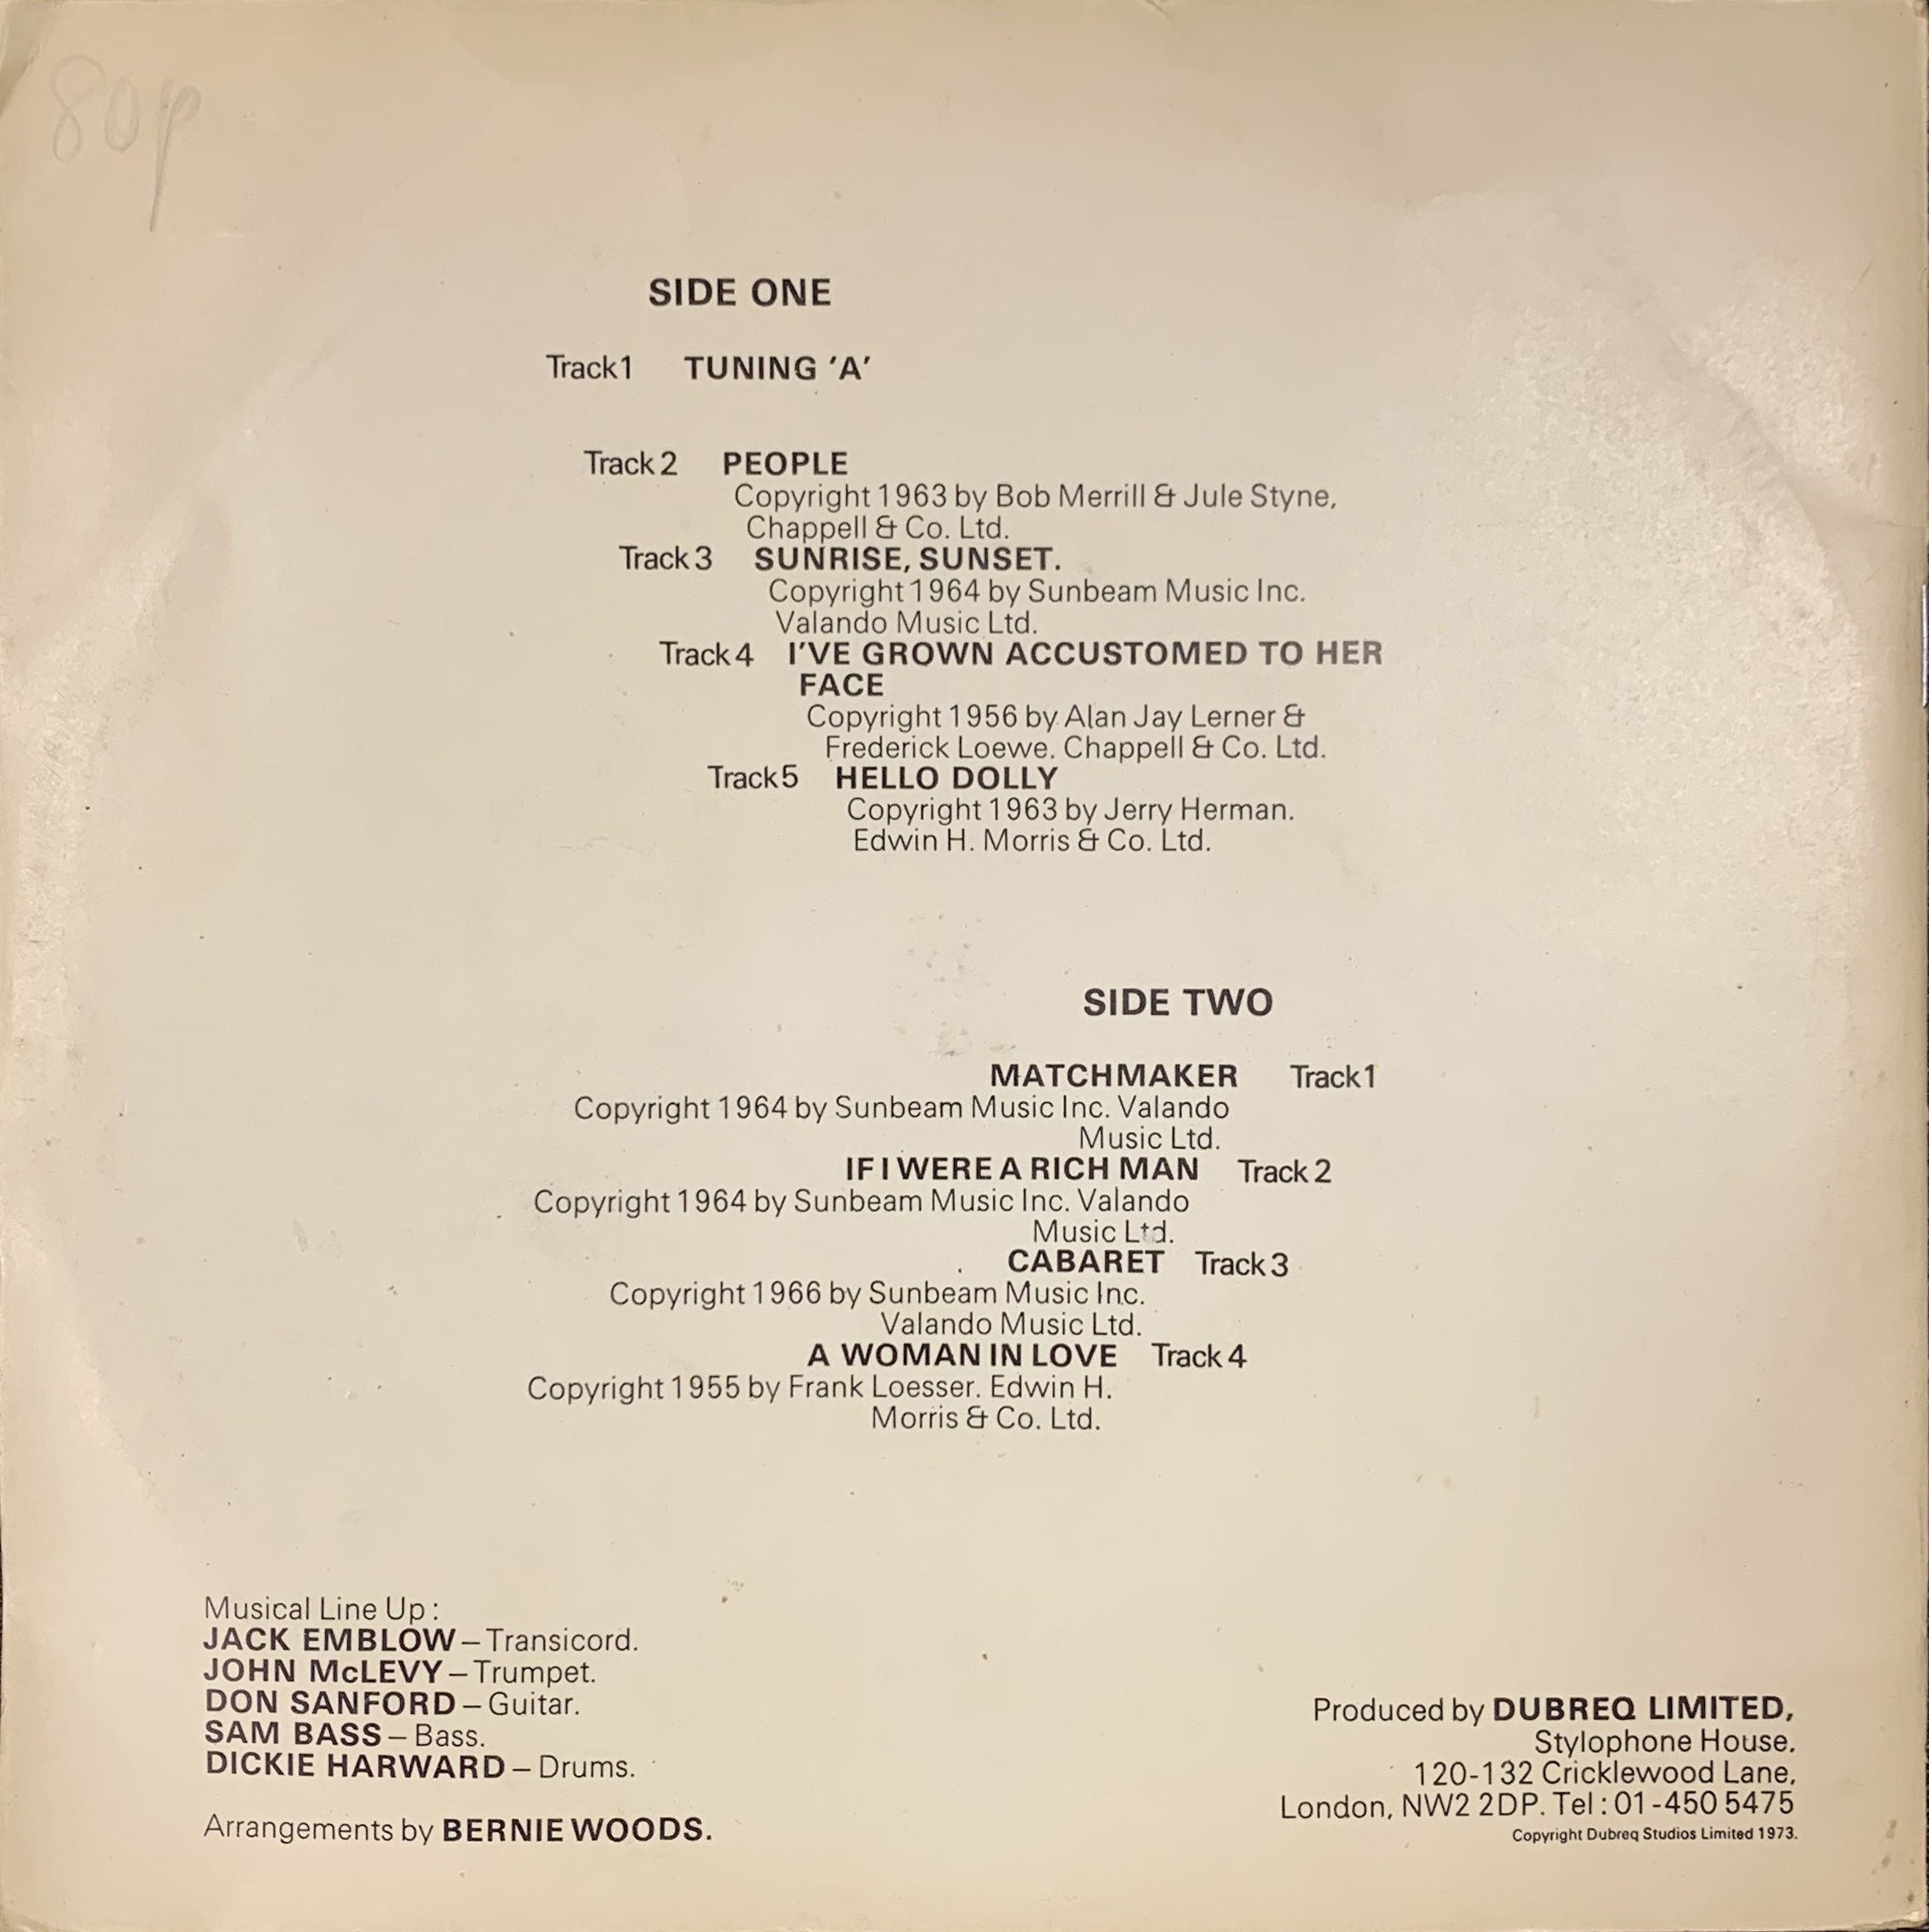 80p
SIDE ONE
Track 1 TUNING ‘A’
Track 2 PEOPLE
Copyright 1963 by Bob Merrill & Jule Styne,
Chappell & Co. Ltd.
Track 3 SUNRISE, SUNSET.
Copyright 1964 by Sunbeam Music Inc.
Valando Music Ltd.
Track 4 I'VE GROWN ACCUSTOMED TO HER
FACE
Copyright 1956 by Alan Jay Lerner &
Frederick Loewe. Chappell & Co. Ltd.
Track 5 HELLO DOLLY
Copyright 1963 by Jerry Herman.
Edwin H. Morris & Co. Ltd.
SIDE TWO
MATCHMAKER Track 1
Copyright 1964 by Sunbeam Music Inc. Valando
Music Ltd.
IF I WERE A RICH MAN Track 2
Copyright 1964 by Sunbeam Music Inc. Valando
Music Ltd.
CABARET Track 3
Copyright 1966 by Sunbeam Music Inc.
Valando Music Ltd.
A WOMAN IN LOVE Track 4
Copyright 1955 by Frank Loesser. Edwin H.
Morris & Co. Ltd.
Musical Line Up :
JACK EMBLOW – Transicord.
JOHN McLEVY – Trumpet.
DON SANFORD – Guitar.
SAM BASS – Bass.
DICKIE HARWARD – Drums.
Arrangements by BERNIE WOODS.
Produced by DUBREQ LIMITED,
Stylophone House,
120-132 Cricklewood Lane,
London, NW2 2DP. Tel : 01-450 5475
Copyright Dubreq Studios Limited 1973.